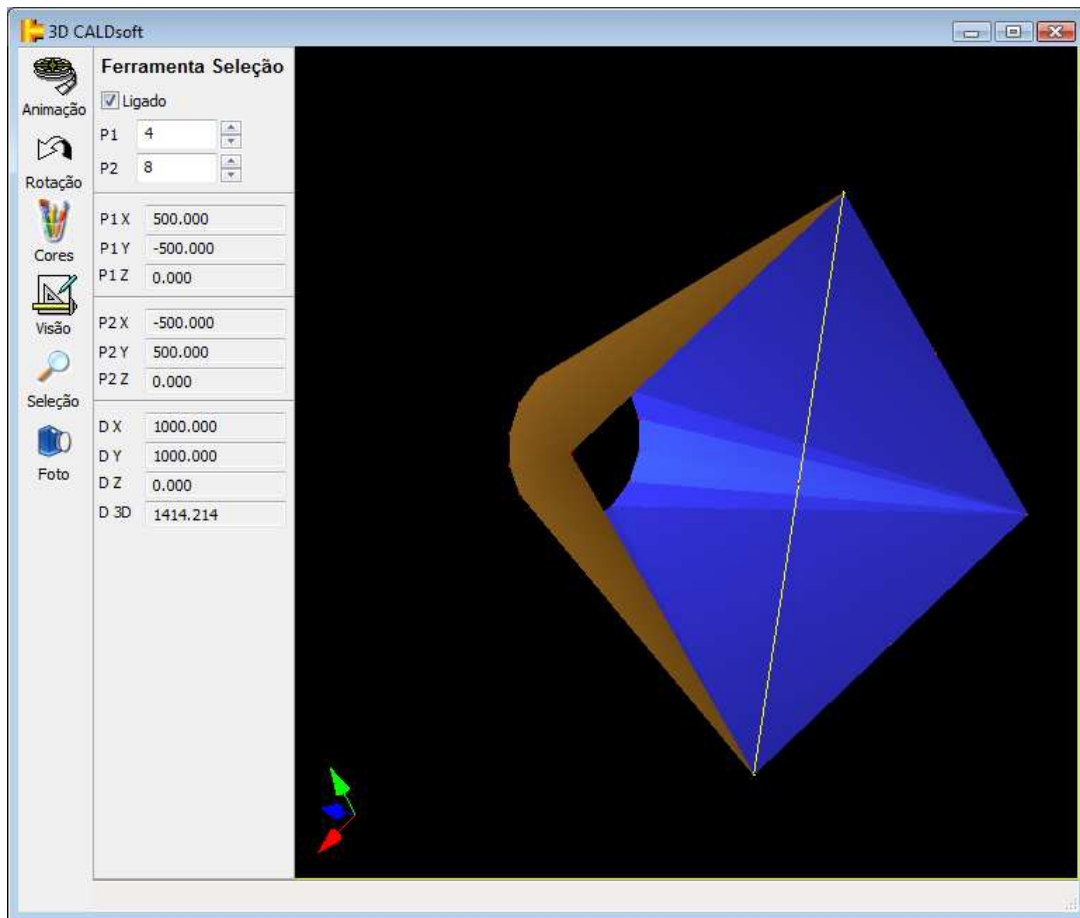 3D CALDsoft
Animação
Rotação
Cores
Visão
Seleção
Foto
Ferramenta Seleção
Ligado
P1 4
P2 8
P1 X 500.000
P1 Y -500.000
P1 Z 0.000
P2 X -500.000
P2 Y 500.000
P2 Z 0.000
D X 1000.000
D Y 1000.000
D Z 0.000
D 3D 1414.214